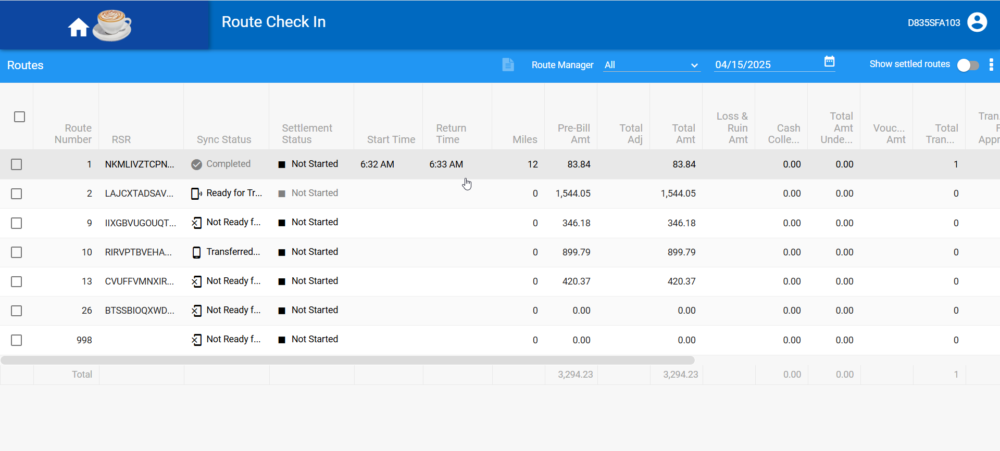 Route Check In
D835SFA103
Routes
Route Manager All 04/15/2025 Show settled routes
Route Number RSR Sync Status Settlement Status Start Time Return Time Miles Pre-Bill Amt Total Adj Total Amt Loss & Ruin Amt Cash Colle... Total Amt Unde... Vouc... Amt Total Tran... Tran. F Appr
1 NKMLIVZTCPN... Completed Not Started 6:32 AM 6:33 AM 12 83.84 83.84 0.00 0.00 1
2 LAJCXTADSAV... Ready for Tr... Not Started 0 1,544.05 1,544.05 0.00 0.00 0
9 IIXGBVUGOUQT... Not Ready f... Not Started 0 346.18 346.18 0.00 0.00 0
10 RIRVPTBVEHA... Transferred... Not Started 0 899.79 899.79 0.00 0.00 0
13 CVUFFVMNXIR... Not Ready f... Not Started 0 420.37 420.37 0.00 0.00 0
26 BTSSBIOQXWD... Not Ready f... Not Started 0 0.00 0.00 0.00 0.00 0
998 Not Ready f... Not Started 0 0.00 0.00 0.00 0.00 0
Total 3,294.23 3,294.23 0.00 0.00 1